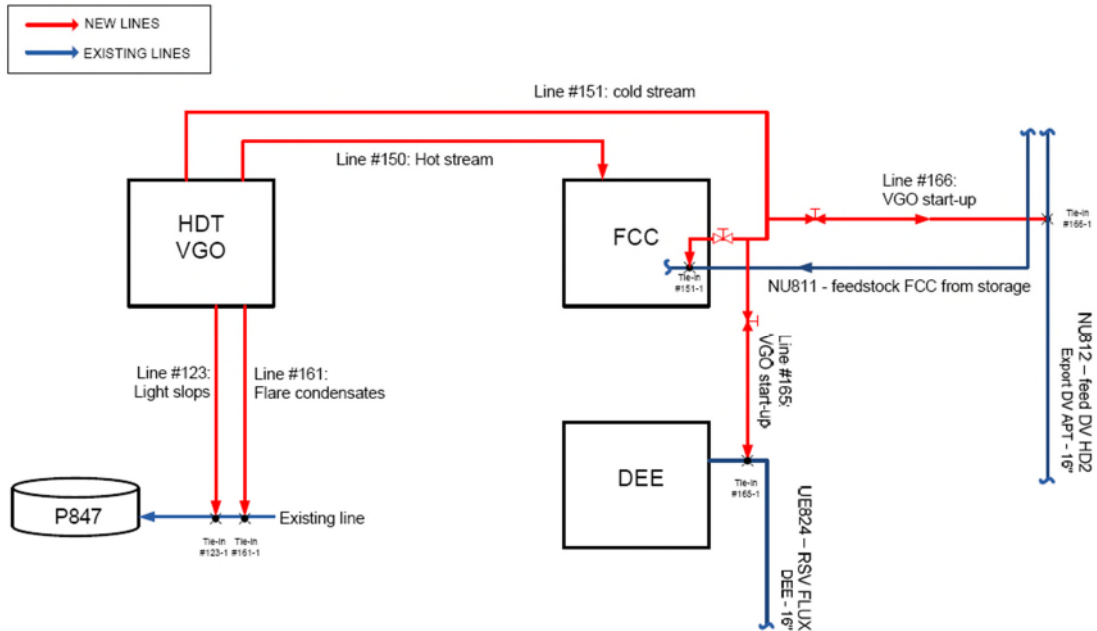 NEW LINES
EXISTING LINES
Line #151: cold stream
Line #150: Hot stream
HDT
VGO
FCC
Line #166:
VGO start-up
Tie-In
#166-1
Tie-In
#151-1
NU811 - feedstock FCC from storage
Line #123:
Light slops
Line #161:
Flare condensates
Line #165:
VGO start-up
NU812 – feed DV HD2
Export DV APT - 16"
DEE
Tie-In
#165-1
UE824 – RSV FLUX
DEE - 16"
P847
Existing line
Tie-In
#123-1
Tie-In
#161-1